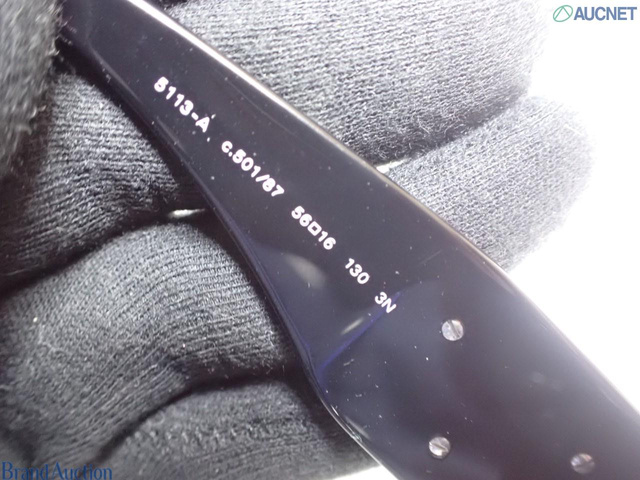 AUCNET
5113-A c.501/87 56□16 130 3N
Brand Auction